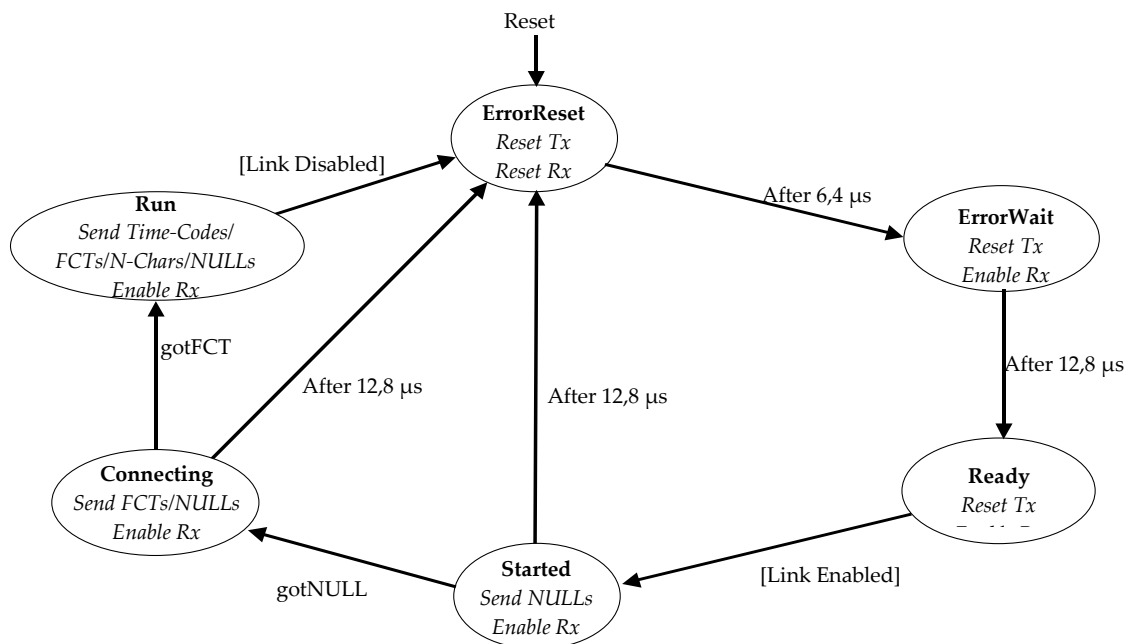 Reset
ErrorReset
Reset Tx
Reset Rx
[Link Disabled]
After 6,4 µs
Run
Send Time-Codes/
FCTs/N-Chars/NULLs
Enable Rx
ErrorWait
Reset Tx
Enable Rx
gotFCT
After 12,8 µs
After 12,8 µs
After 12,8 µs
Connecting
Send FCTs/NULLs
Enable Rx
Ready
Reset Tx
gotNULL
Started
Send NULLs
Enable Rx
[Link Enabled]